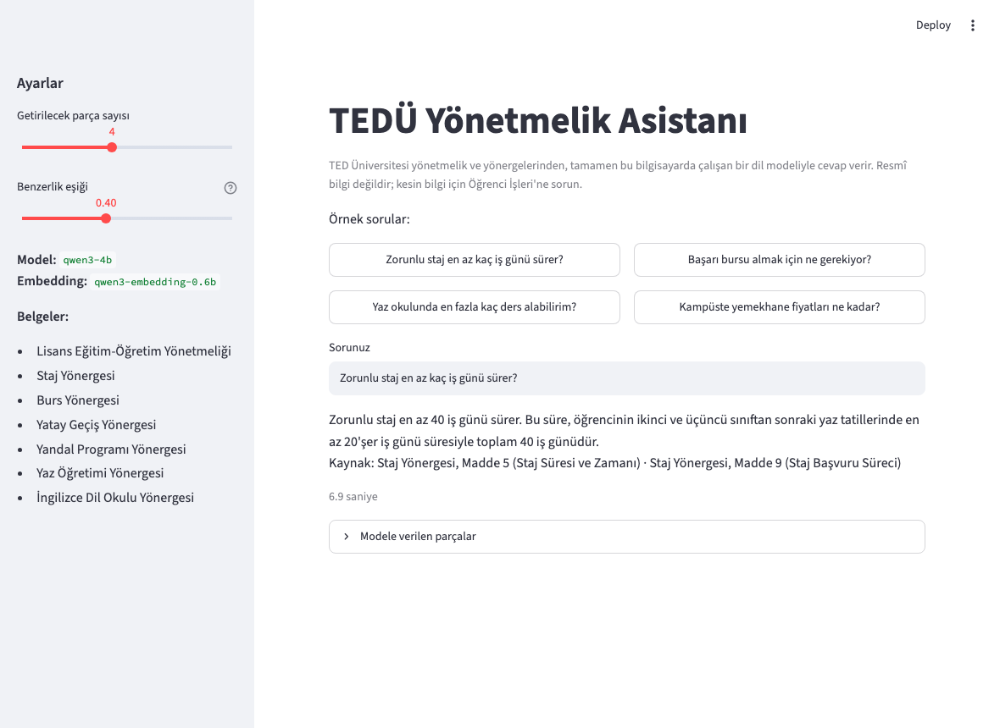 Deploy
Ayarlar
Getirilecek parça sayısı
4
Benzerlik eşiği
0.40
Model: qwen3-4b
Embedding: qwen3-embedding-0.6b
Belgeler:
Lisans Eğitim-Öğretim Yönetmeliği
Staj Yönergesi
Burs Yönergesi
Yatay Geçiş Yönergesi
Yandal Programı Yönergesi
Yaz Öğretimi Yönergesi
İngilizce Dil Okulu Yönergesi
TEDÜ Yönetmelik Asistanı
TED Üniversitesi yönetmelik ve yönergelerinden, tamamen bu bilgisayarda çalışan bir dil modeliyle cevap verir. Resmî
bilgi değildir; kesin bilgi için Öğrenci İşleri'ne sorun.
Örnek sorular:
Zorunlu staj en az kaç iş günü sürer?
Başarı bursu almak için ne gerekiyor?
Yaz okulunda en fazla kaç ders alabilirim?
Kampüste yemekhane fiyatları ne kadar?
Sorunuz
Zorunlu staj en az kaç iş günü sürer?
Zorunlu staj en az 40 iş günü sürer. Bu süre, öğrencinin ikinci ve üçüncü sınıftan sonraki yaz tatillerinde en
az 20'şer iş günü süresiyle toplam 40 iş günüdür.
Kaynak: Staj Yönergesi, Madde 5 (Staj Süresi ve Zamanı) · Staj Yönergesi, Madde 9 (Staj Başvuru Süreci)
6.9 saniye
Modele verilen parçalar